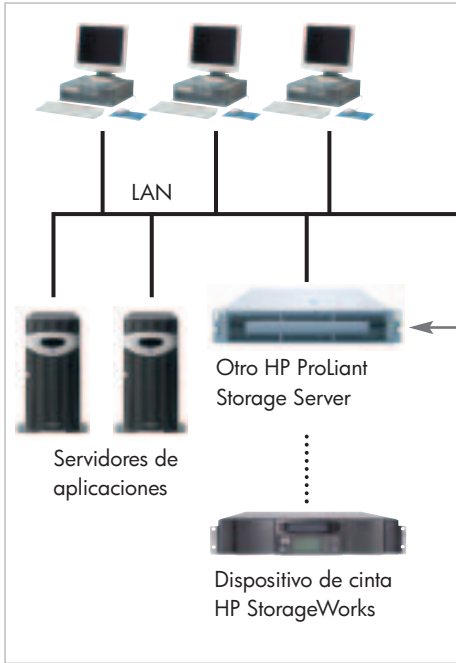 LAN
Otro HP ProLiant
Storage Server
Servidores de
aplicaciones
Dispositivo de cinta
HP StorageWorks